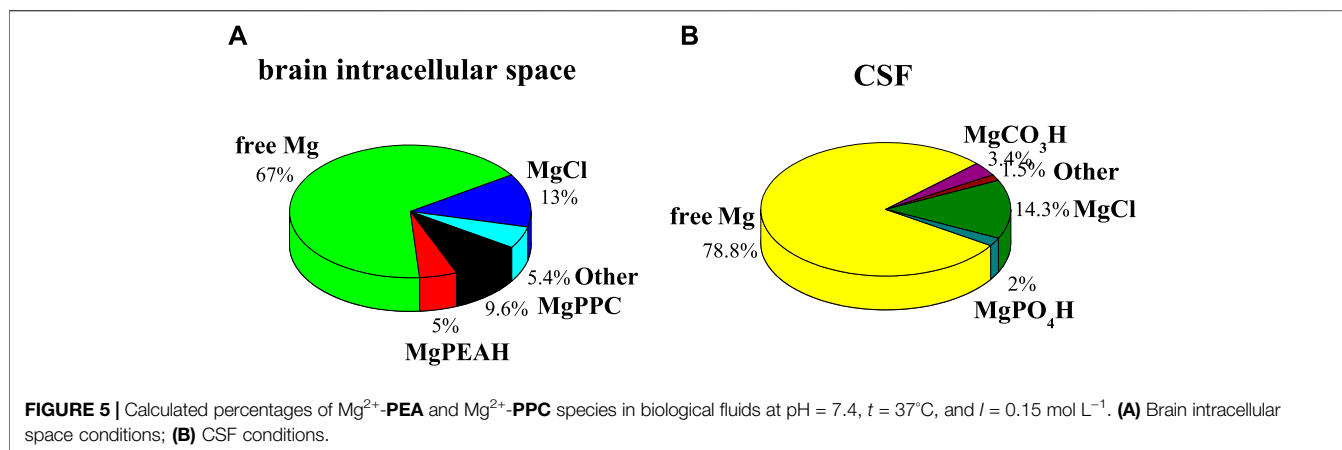 A
brain intracellular space
free Mg
67%
MgCl
13%
5.4% Other
9.6% MgPPC
5%
MgPEAH
B
CSF
MgCO₃H
3.4%
1.5% Other
14.3% MgCl
free Mg
78.8%
2%
MgPO₄H
FIGURE 5 | Calculated percentages of Mg²⁺-PEA and Mg²⁺-PPC species in biological fluids at pH = 7.4, t = 37°C, and I = 0.15 mol L⁻¹. (A) Brain intracellular
space conditions; (B) CSF conditions.